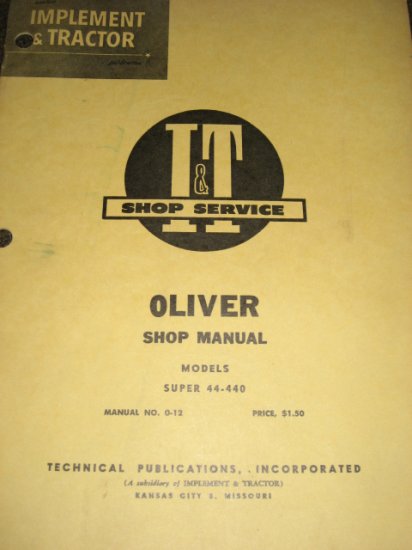 IMPLEMENT
& TRACTOR
I&T
SHOP SERVICE
OLIVER
SHOP MANUAL
MODELS
SUPER 44-440
MANUAL NO. O-12 PRICE, $1.50
TECHNICAL PUBLICATIONS, . INCORPORATED
(A subsidiary of IMPLEMENT & TRACTOR)
KANSAS CITY 5, MISSOURI